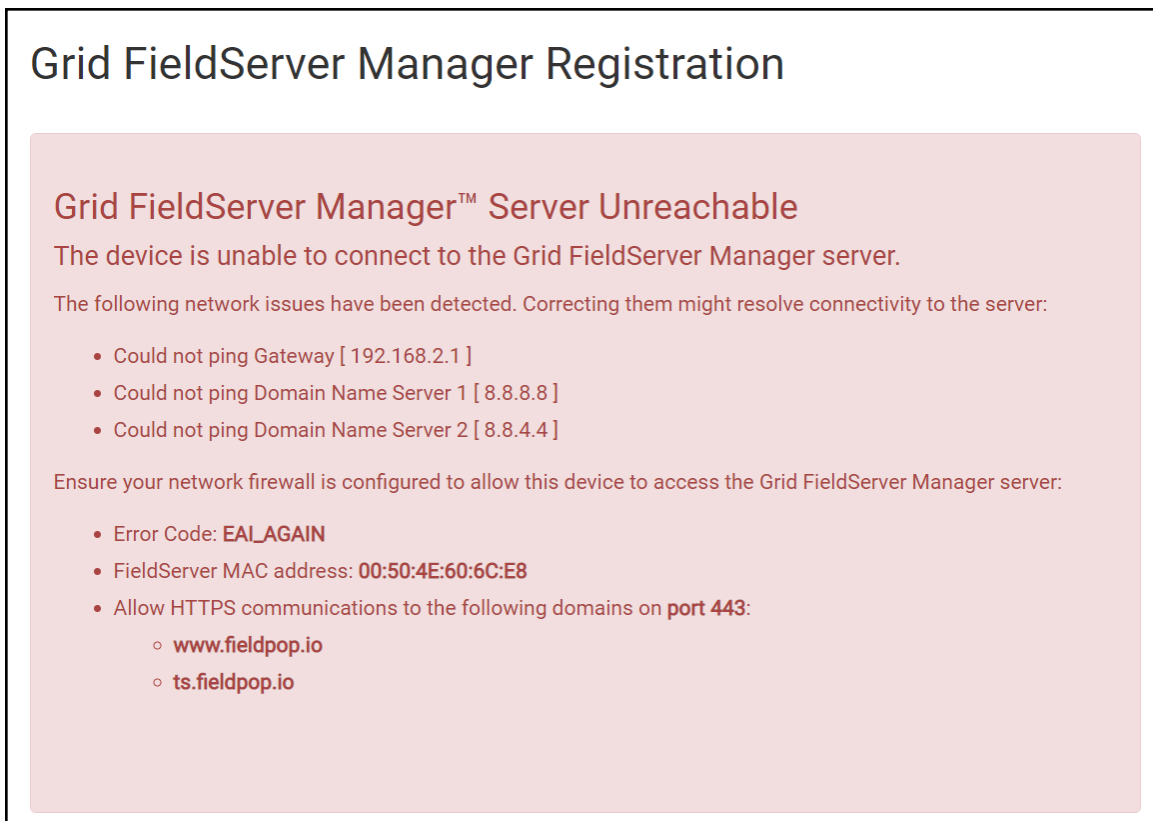 Grid FieldServer Manager Registration
Grid FieldServer Manager™ Server Unreachable
The device is unable to connect to the Grid FieldServer Manager server.
The following network issues have been detected. Correcting them might resolve connectivity to the server:
• Could not ping Gateway [ 192.168.2.1 ]
• Could not ping Domain Name Server 1 [ 8.8.8.8 ]
• Could not ping Domain Name Server 2 [ 8.8.4.4 ]
Ensure your network firewall is configured to allow this device to access the Grid FieldServer Manager server:
• Error Code: EAI_AGAIN
• FieldServer MAC address: 00:50:4E:60:6C:E8
• Allow HTTPS communications to the following domains on port 443:
◦ www.fieldpop.io
◦ ts.fieldpop.io